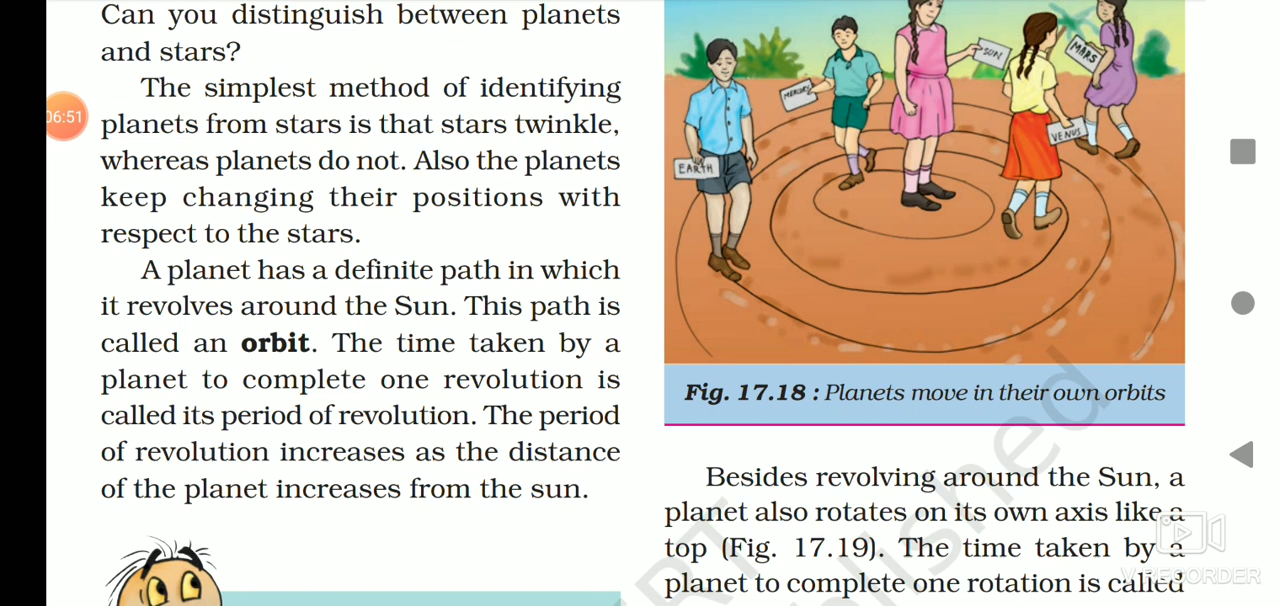 Can you distinguish between planets
and stars?
The simplest method of identifying
planets from stars is that stars twinkle,
whereas planets do not. Also the planets
keep changing their positions with
respect to the stars.
A planet has a definite path in which
it revolves around the Sun. This path is
called an orbit. The time taken by a
planet to complete one revolution is
called its period of revolution. The period
of revolution increases as the distance
of the planet increases from the sun.
06:51
MERCURY
SUN
MARS
EARTH
VENUS
Fig. 17.18 : Planets move in their own orbits
Besides revolving around the Sun, a
planet also rotates on its own axis like a
top (Fig. 17.19). The time taken by a
planet to complete one rotation is called
V RECORDER